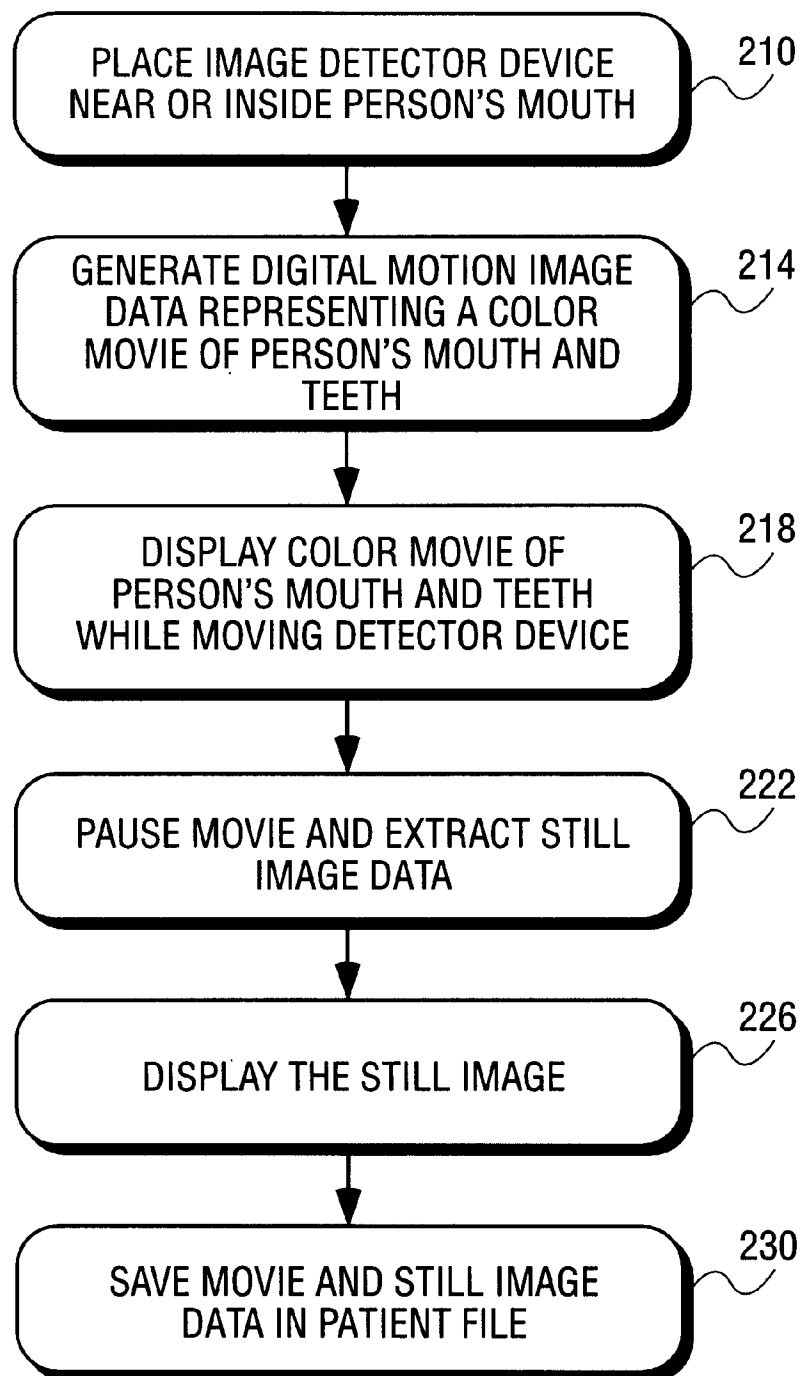 PLACE IMAGE DETECTOR DEVICE
NEAR OR INSIDE PERSON'S MOUTH
210
GENERATE DIGITAL MOTION IMAGE
DATA REPRESENTING A COLOR
MOVIE OF PERSON'S MOUTH AND
TEETH
214
DISPLAY COLOR MOVIE OF
PERSON'S MOUTH AND TEETH
WHILE MOVING DETECTOR DEVICE
218
PAUSE MOVIE AND EXTRACT STILL
IMAGE DATA
222
DISPLAY THE STILL IMAGE
226
SAVE MOVIE AND STILL IMAGE
DATA IN PATIENT FILE
230